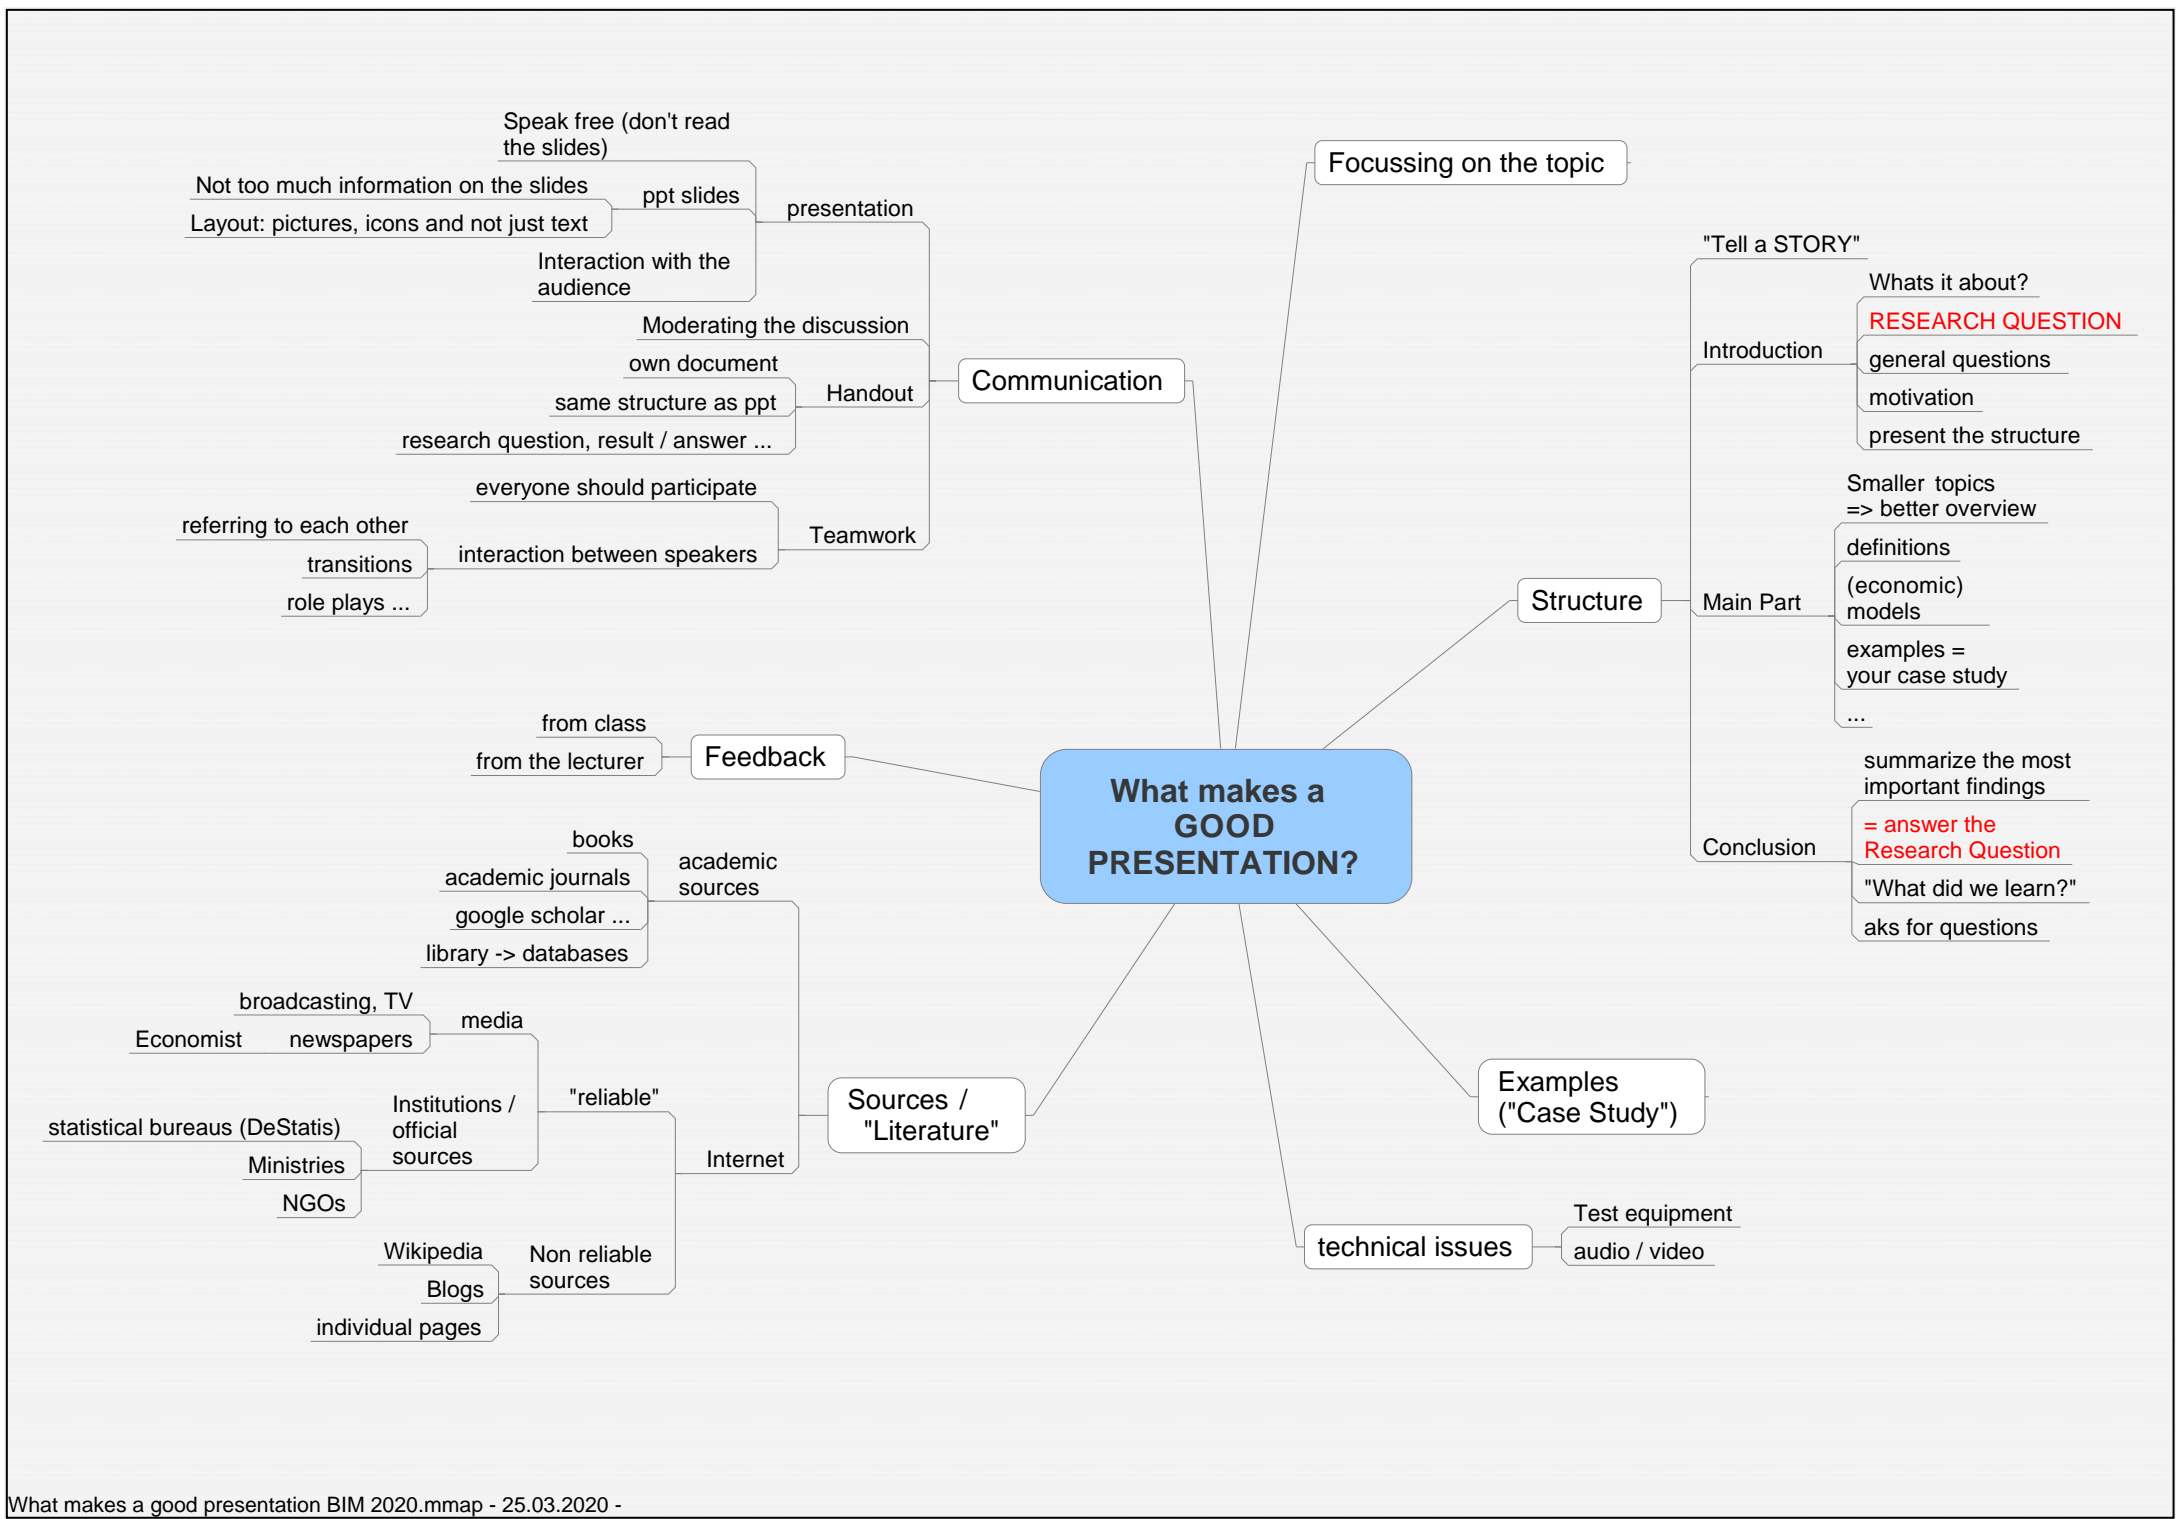 What makes a
GOOD
PRESENTATION?
Focussing on the topic
Structure
"Tell a STORY"
Introduction
Whats it about?
RESEARCH QUESTION
general questions
motivation
present the structure
Main Part
Smaller topics
=> better overview
definitions
(economic)
models
examples =
your case study
...
Conclusion
summarize the most
important findings
= answer the
Research Question
"What did we learn?"
aks for questions
Examples
("Case Study")
technical issues
Test equipment
audio / video
Communication
presentation
Speak free (don't read
the slides)
ppt slides
Not too much information on the slides
Layout: pictures, icons and not just text
Interaction with the
audience
Moderating the discussion
Handout
own document
same structure as ppt
research question, result / answer ...
Teamwork
everyone should participate
interaction between speakers
referring to each other
transitions
role plays ...
Feedback
from class
from the lecturer
Sources /
"Literature"
academic
sources
books
academic journals
google scholar ...
library -> databases
Internet
"reliable"
media
broadcasting, TV
newspapers
Economist
Institutions /
official
sources
statistical bureaus (DeStatis)
Ministries
NGOs
Non reliable
sources
Wikipedia
Blogs
individual pages
What makes a good presentation BIM 2020.mmap - 25.03.2020 -